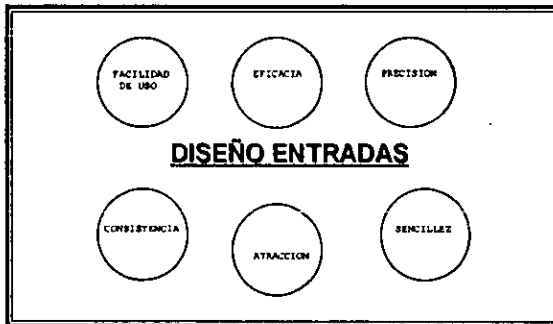 FACILIDAD
DE USO
EFICACIA
PRECISION
DISEÑO ENTRADAS
CONSISTENCIA
ATRACCION
SENCILLEZ